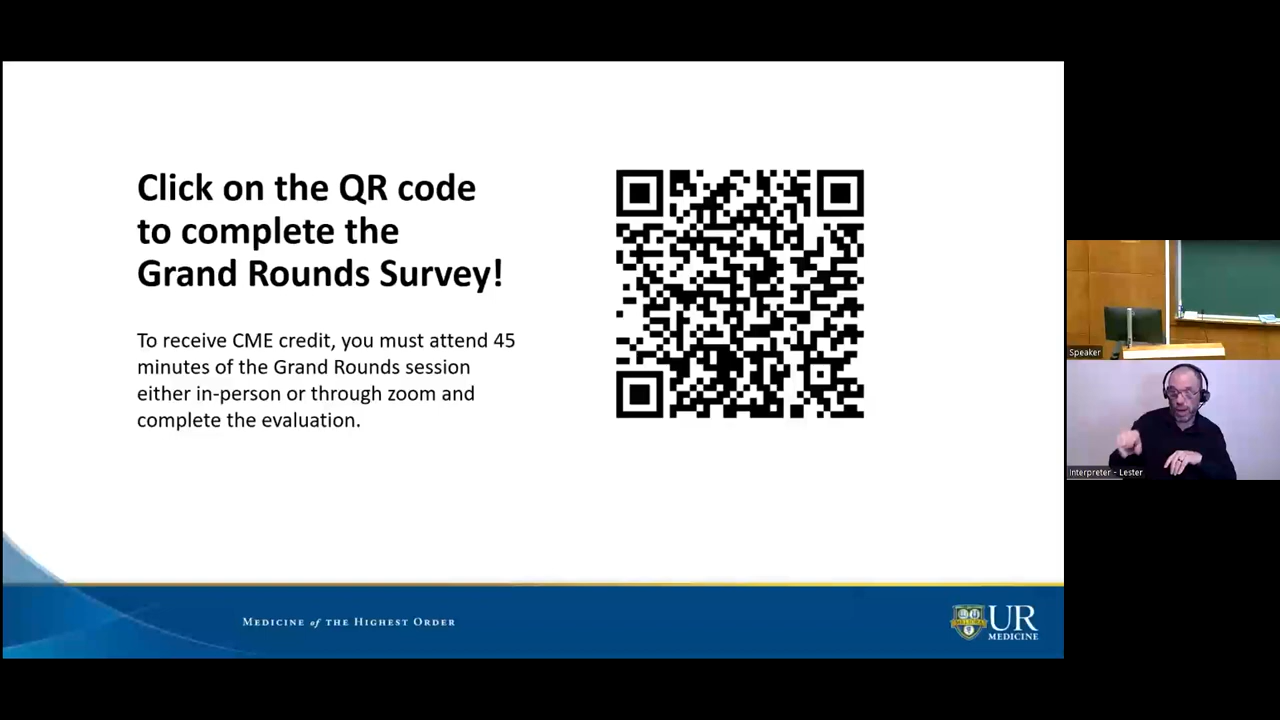 Click on the QR code
to complete the
Grand Rounds Survey!
To receive CME credit, you must attend 45
minutes of the Grand Rounds session
either in-person or through zoom and
complete the evaluation.
MEDICINE of THE HIGHEST ORDER
UR
MEDICINE
Speaker
Interpreter - Lester